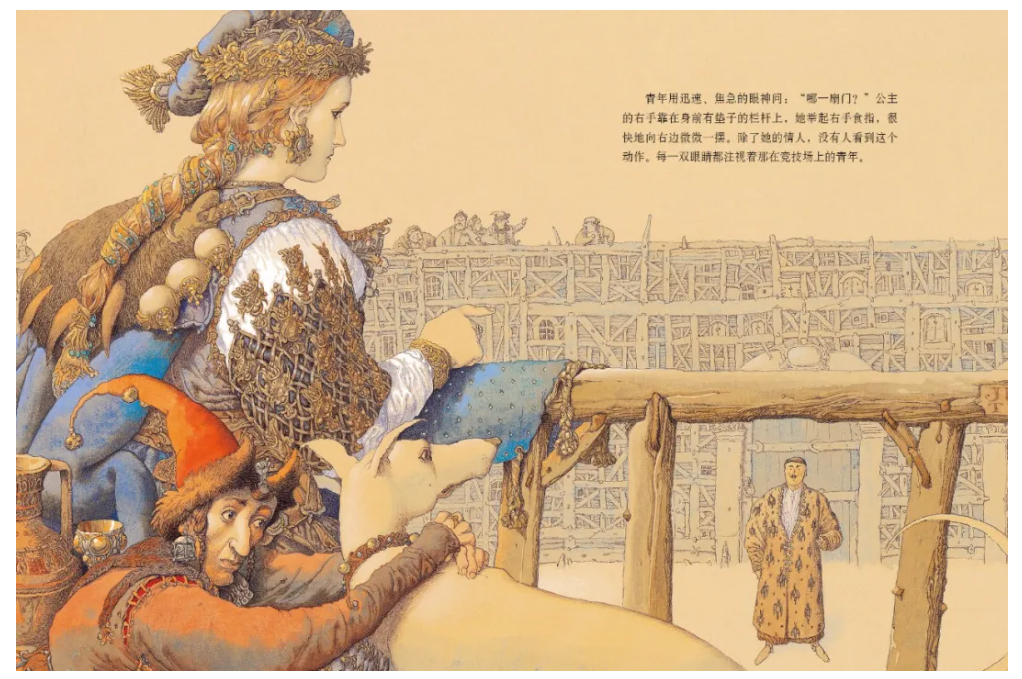 青年用迅速、焦急的眼神问：“哪一扇门？”公主
的右手靠在身前有垫子的栏杆上，她举起右手食指，很
快地向右边微微一摆。除了她的情人，没有人看到这个
动作。每一双眼睛都注视着那在竞技场上的青年。